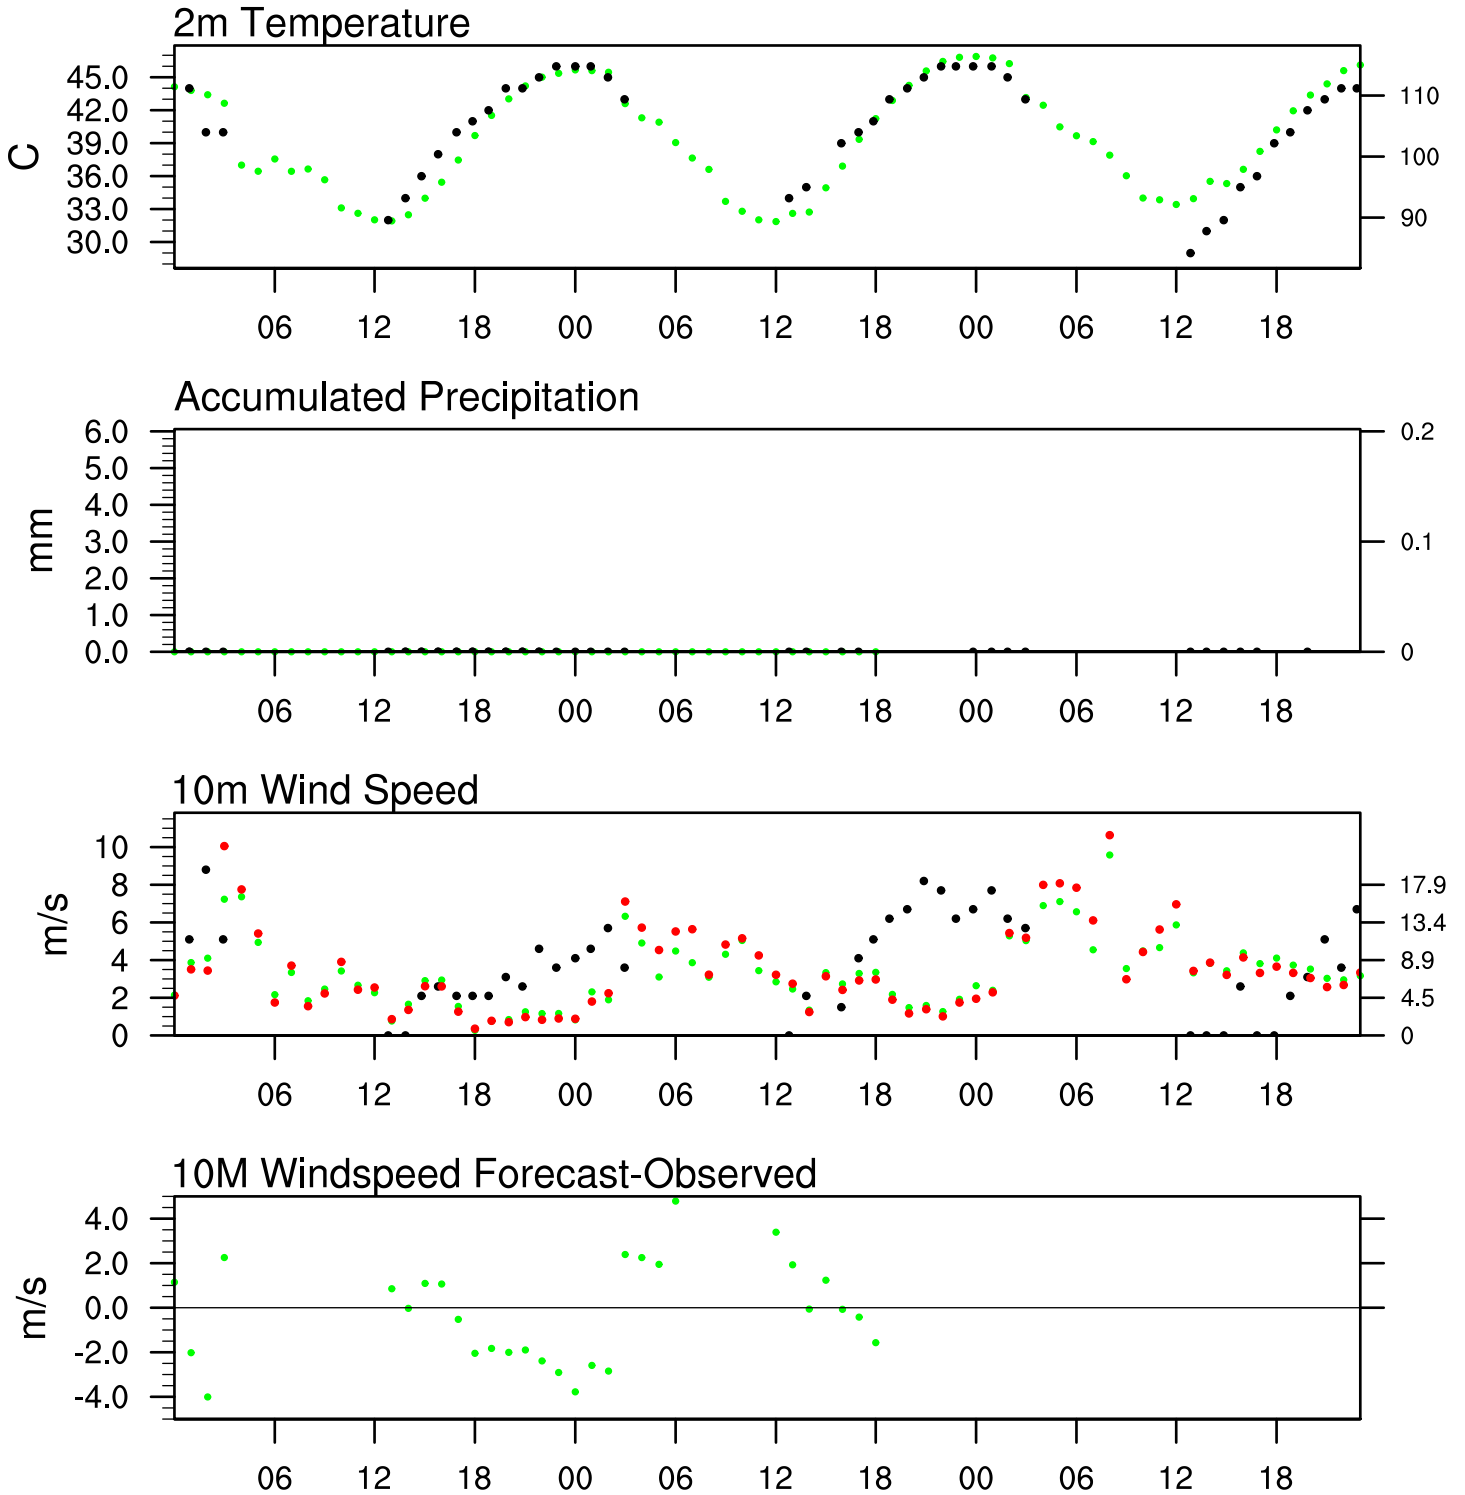 2m Temperature
45.0
42.0
39.0
36.0
33.0
30.0
C
110
100
90
06 12 18 00 06 12 00 06 18
Accumulated Precipitation
6.0
5.0
4.0
3.0
2.0
1.0
0.0
mm
0.2
0.1
0
06 12 18 00 06 12 18 00 06 12 18
10m Wind Speed
10
8
6
4
2
0
m/s
17.9
13.4
8.9
4.5
0
06 12 18 00 06 12 18 00 06 12 18
10M Windspeed Forecast-Observed
4.0
2.0
0.0
-2.0
-4.0
m/s
06 12 18 00 06 12 18 00 06 12 18